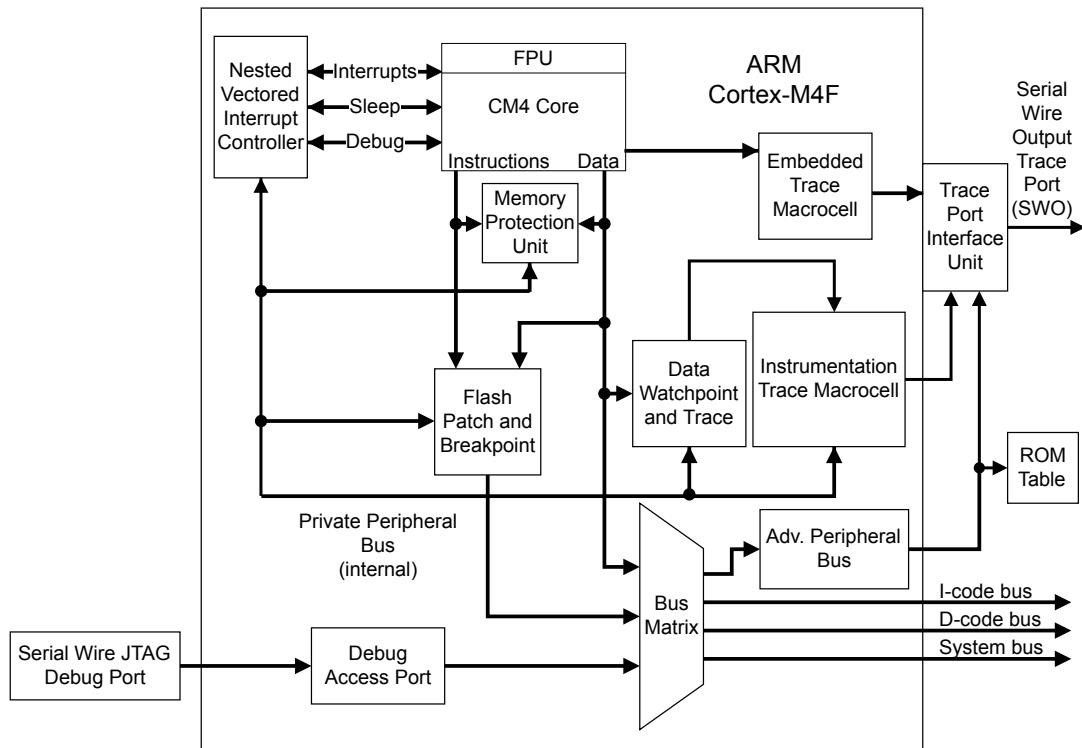 Nested
Vectored
Interrupt
Controller
Interrupts
Sleep
Debug
FPU
CM4 Core
Instructions Data
ARM
Cortex-M4F
Serial
Wire
Output
Trace
Port
(SWO)
Embedded
Trace
Macrocell
Trace
Port
Interface
Unit
Memory
Protection
Unit
Flash
Patch and
Breakpoint
Data
Watchpoint
and Trace
Instrumentation
Trace Macrocell
ROM
Table
Private Peripheral
Bus
(internal)
Adv. Peripheral
Bus
Bus
Matrix
I-code bus
D-code bus
System bus
Serial Wire JTAG
Debug Port
Debug
Access Port